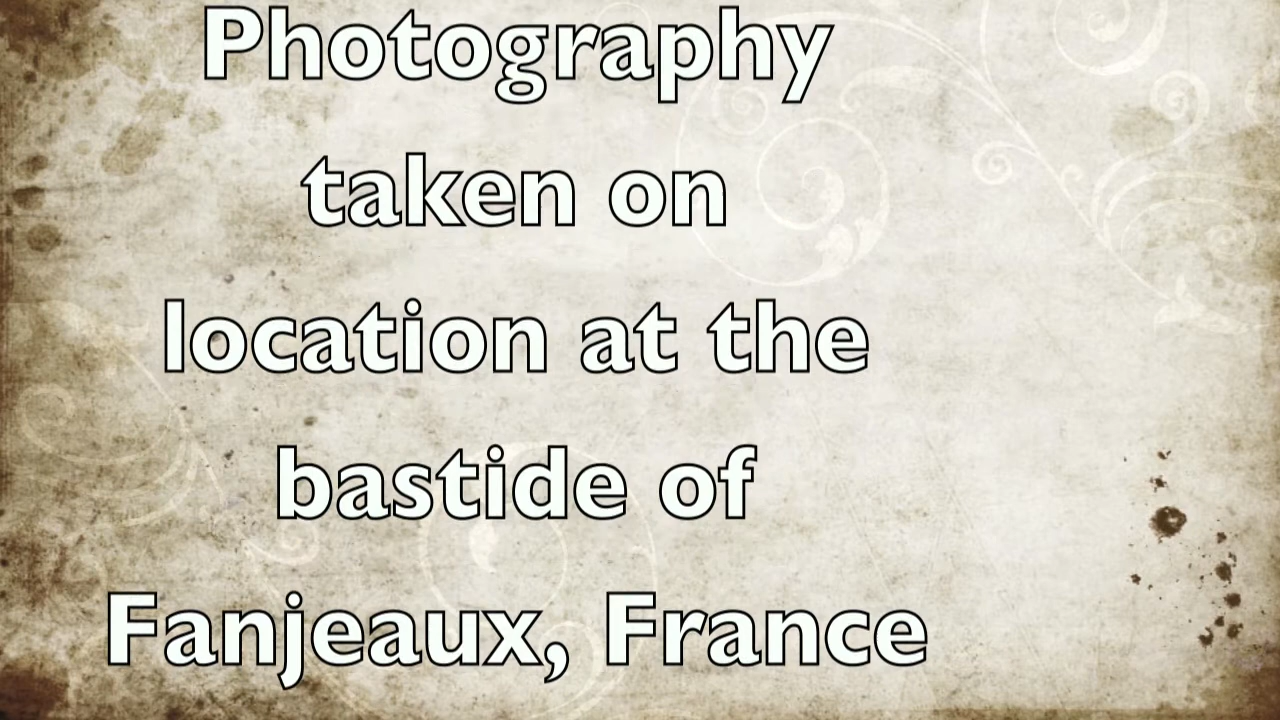 Photography
taken on
location at the
bastide of
Fanjeaux, France